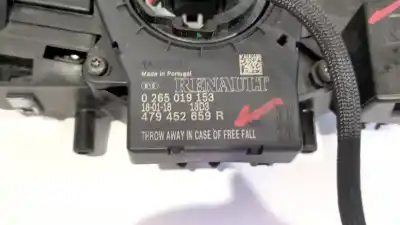 Made in Portugal
RENAULT
0 265 019 153
18-01-18 1803
479 452 659 R
THROW AWAY IN CASE OF FREE FALL